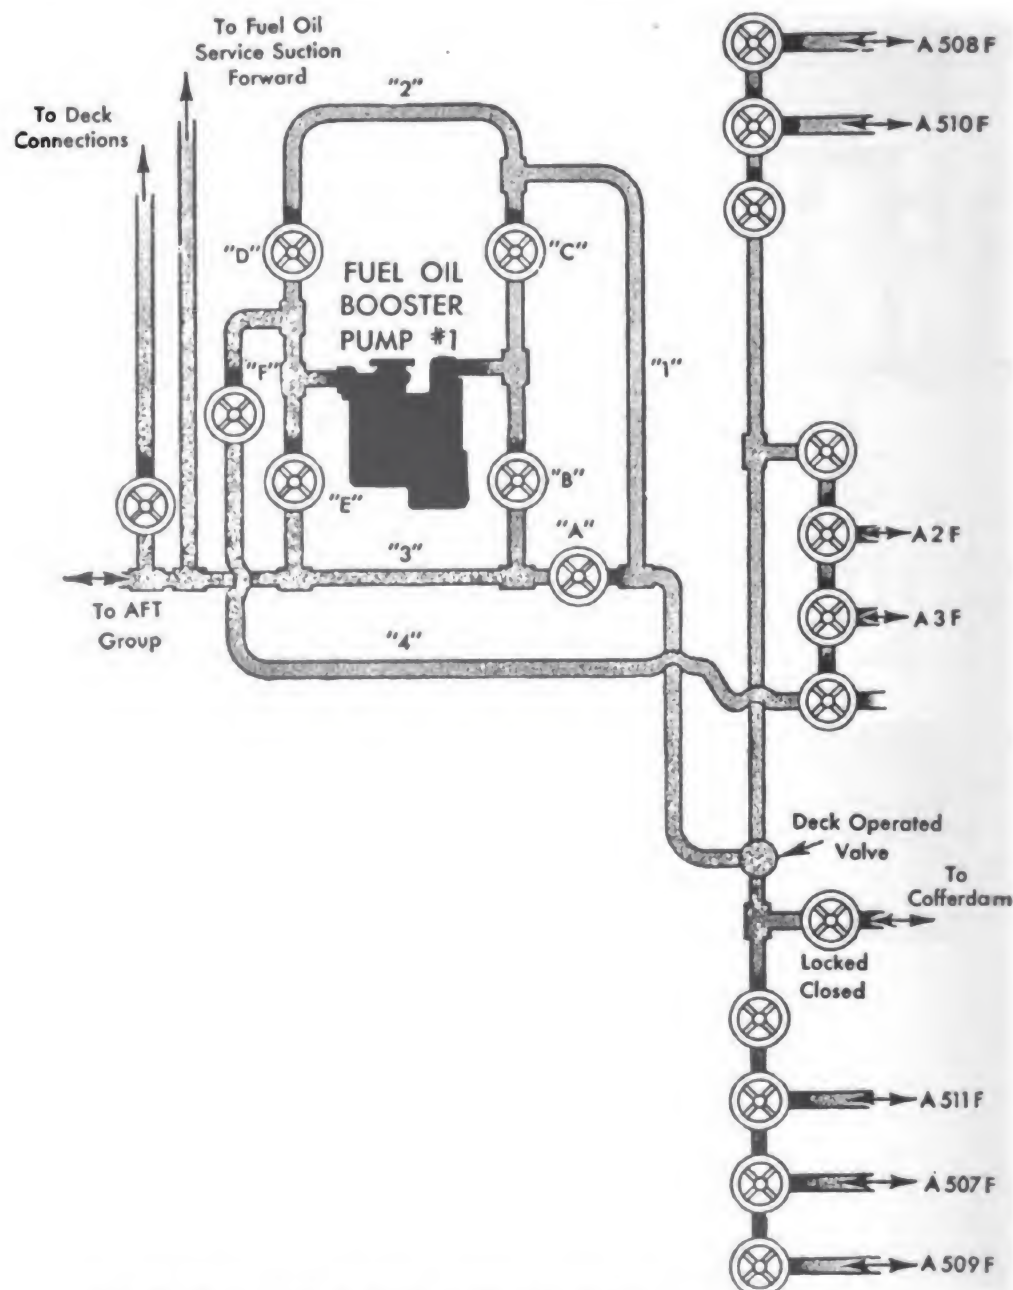 To Fuel Oil
Service Suction
Forward
To Deck
Connections
"2"
A 508 F
A 510 F
"D"
"C"
FUEL OIL
BOOSTER
PUMP #1
"F"
"1"
"E"
"B"
"A"
"3"
A 2 F
A 3 F
To AFT
Group
"4"
Deck Operated
Valve
To
Cofferdam
Locked
Closed
A 511 F
A 507 F
A 509 F